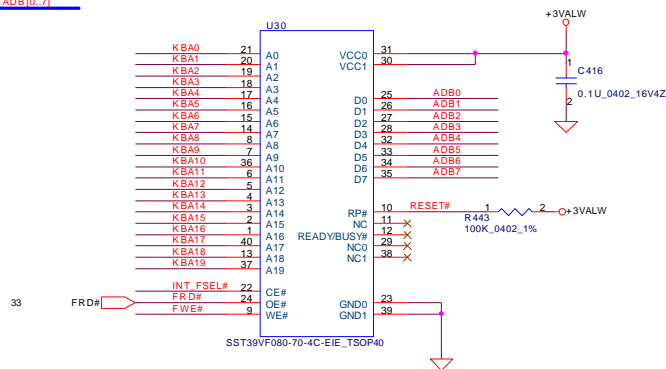 ADB[0..7]
U30
+3VALW
KBA0 21 A0 VCC0 31
KBA1 20 A1 VCC1 30
KBA2 19 A2
KBA3 18 A3
KBA4 17 A4 D0 25 ADB0
KBA5 16 A5 D1 26 ADB1
KBA6 15 A6 D2 27 ADB2
KBA7 14 A7 D3 28 ADB3
KBA8 8 A8 D4 32 ADB4
KBA9 7 A9 D5 33 ADB5
KBA10 36 A10 D6 34 ADB6
KBA11 6 A11 D7 35 ADB7
KBA12 5 A12
KBA13 4 A13
KBA14 3 A14 RP# 10 RESET#
KBA15 2 A15 NC 11
KBA16 1 A16 READY/BUSY# 12
KBA17 40 A17 NC0 29
KBA18 13 A18 NC1 38
KBA19 37 A19
1
C416
0.1U_0402_16V4Z
2
1 2 +3VALW
R443
100K_0402_1%
INT_FSEL# 22 CE#
33 FRD# FRD# 24 OE# GND0 23
FWE# 9 WE# GND1 39
SST39VF080-70-4C-EIE_TSOP40